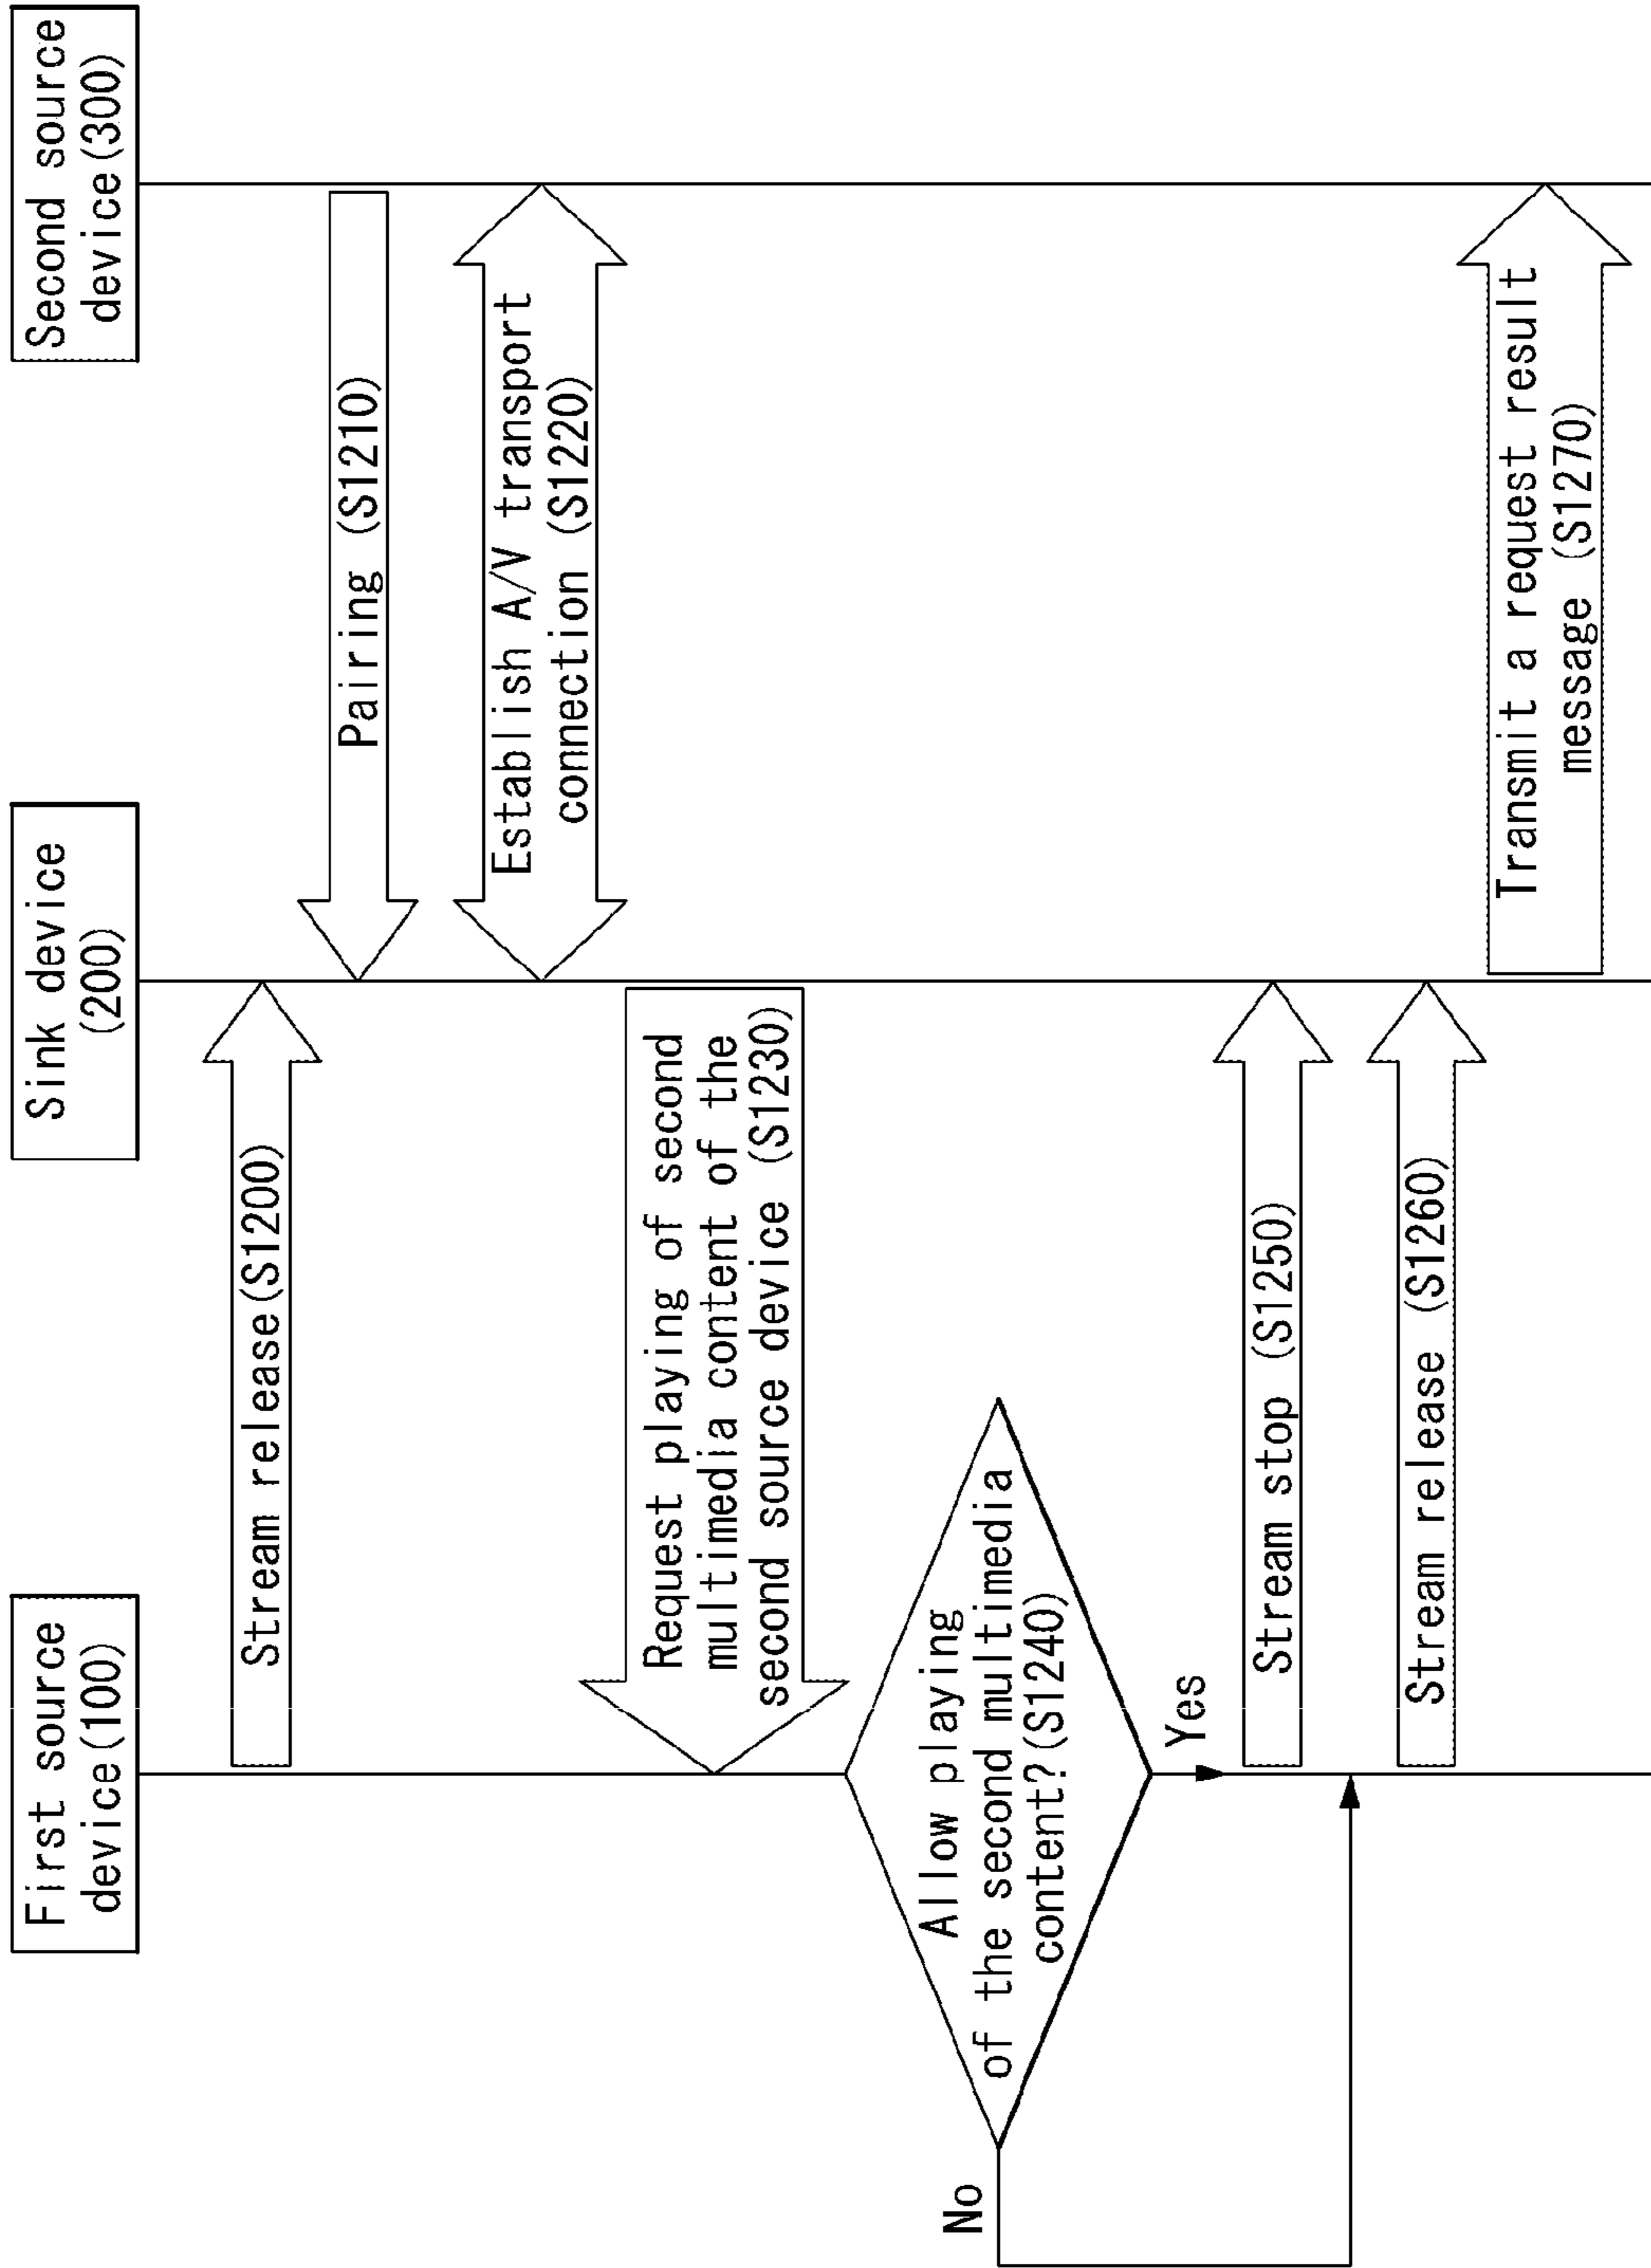 First source
device(100)
Sink device
(200)
Second source
device(300)
Stream release(S1200)
Pairing (S1210)
Establish A/V transport
connection (S1220)
Request playing of second
multimedia content of the
second source device (S1230)
Allow playing
of the second multimedia
content?(S1240)
No
Yes
Stream stop (S1250)
Stream release (S1260)
Transmit a request result
message (S1270)